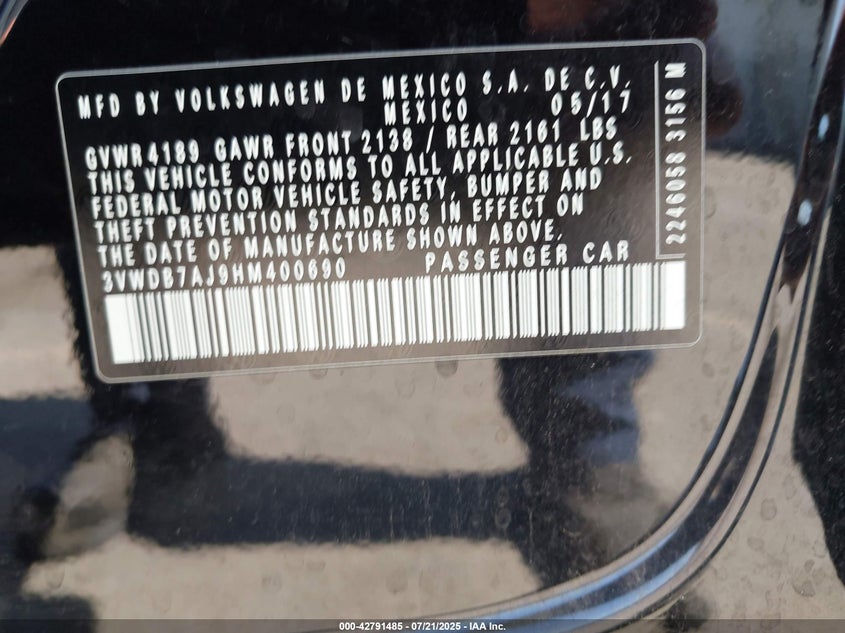 MFD BY VOLKSWAGEN DE MEXICO S.A. DE C.V.
MEXICO 05/17
GVWR 4189 GAWR FRONT 2138 / REAR 2161 LBS
THIS VEHICLE CONFORMS TO ALL APPLICABLE U.S.
FEDERAL MOTOR VEHICLE SAFETY, BUMPER AND
THEFT PREVENTION STANDARDS IN EFFECT ON
THE DATE OF MANUFACTURE SHOWN ABOVE.
3VWDB7AJ9HM400690 PASSENGER CAR
2246058 3156 M
000-42791485 - 07/21/2025 - IAA Inc.